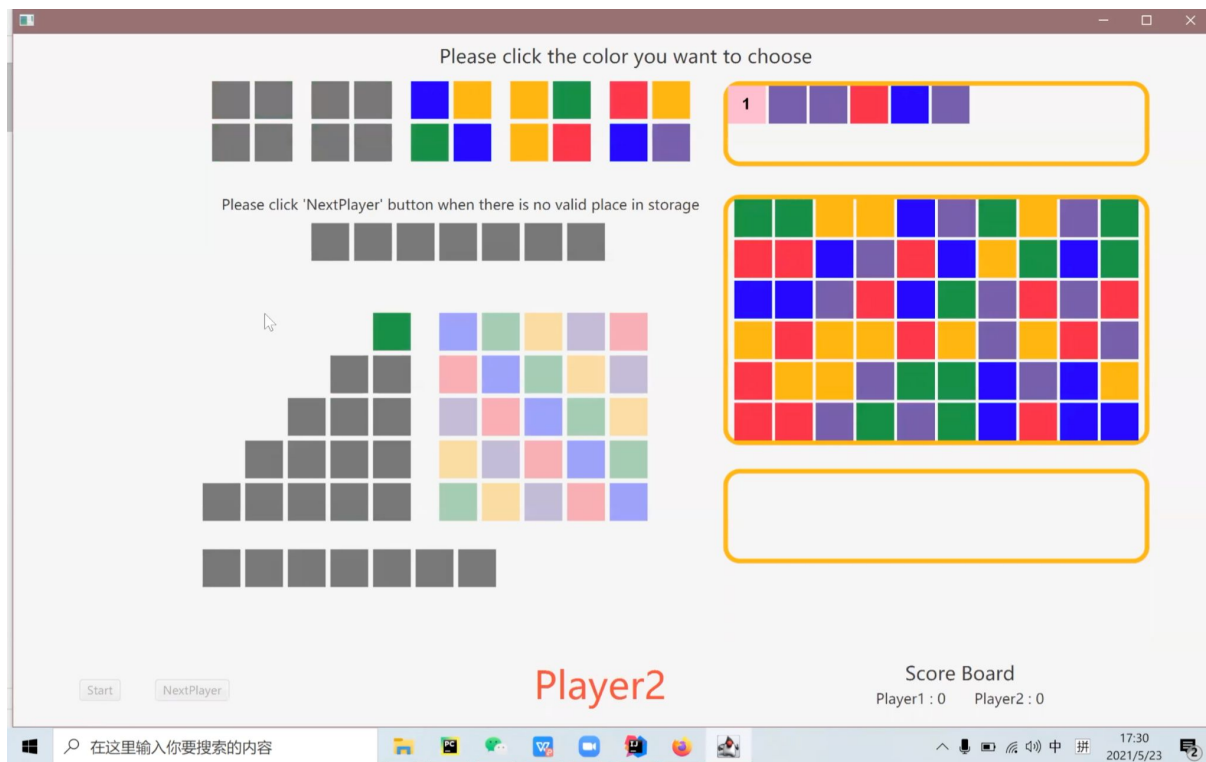 Please click the color you want to choose
1
Please click 'NextPlayer' button when there is no valid place in storage
Start
NextPlayer
Player2
Score Board
Player1 : 0
Player2 : 0
在这里输入你要搜索的内容
PC
中
拼
17:30
2021/5/23
2